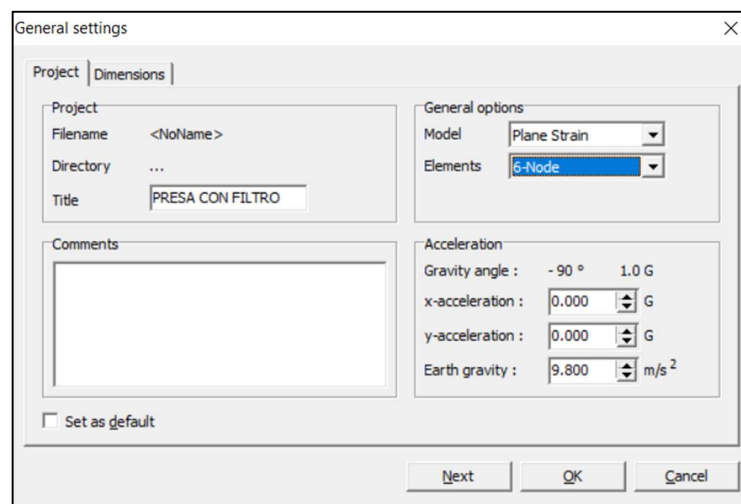 General settings
Project
Dimensions
Project
Filename <NoName>
Directory ...
Title PRESA CON FILTRO
General options
Model Plane Strain
Elements 6-Node
Comments
Acceleration
Gravity angle : - 90 ° 1.0 G
x-acceleration : 0.000 G
y-acceleration : 0.000 G
Earth gravity : 9.800 m/s 2
Set as default
Next OK Cancel